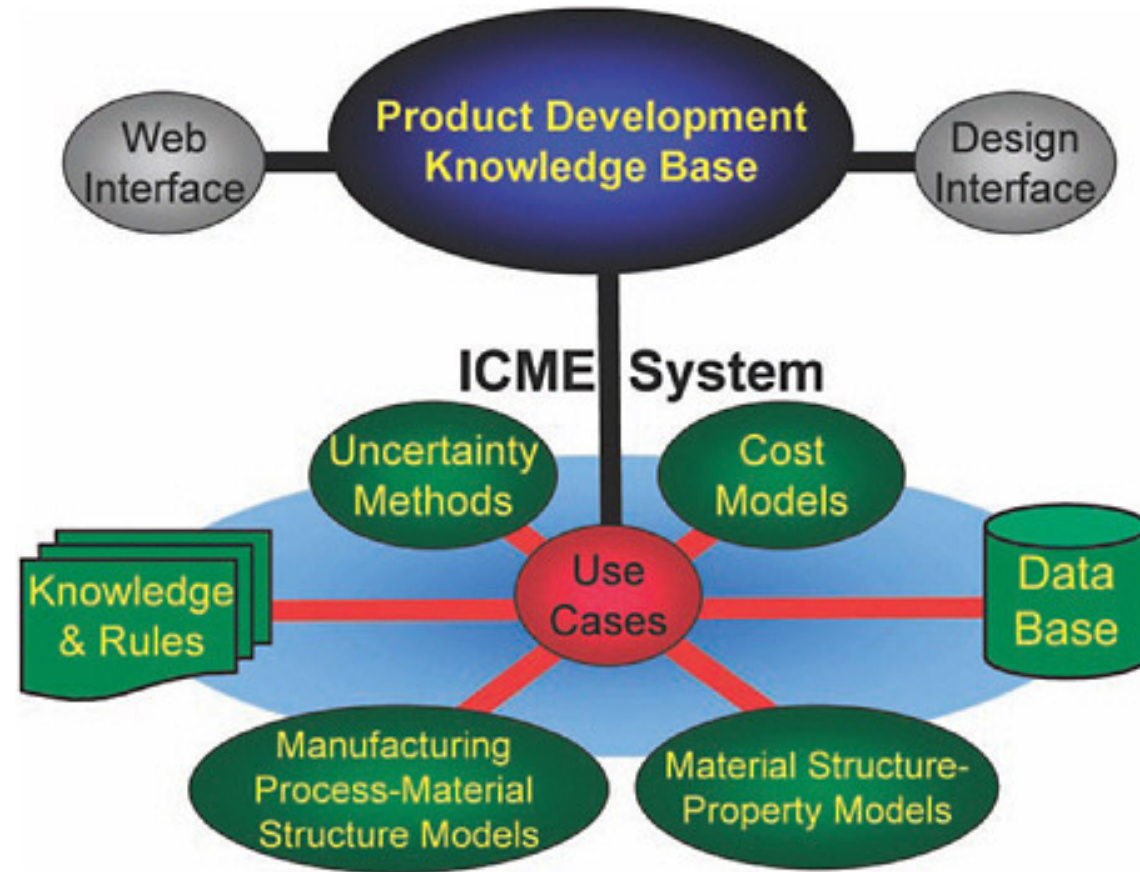 Product Development
Knowledge Base
Web
Interface
Design
Interface
ICME System
Uncertainty
Methods
Cost
Models
Knowledge
& Rules
Use
Cases
Data
Base
Manufacturing
Process-Material
Structure Models
Material Structure-
Property Models